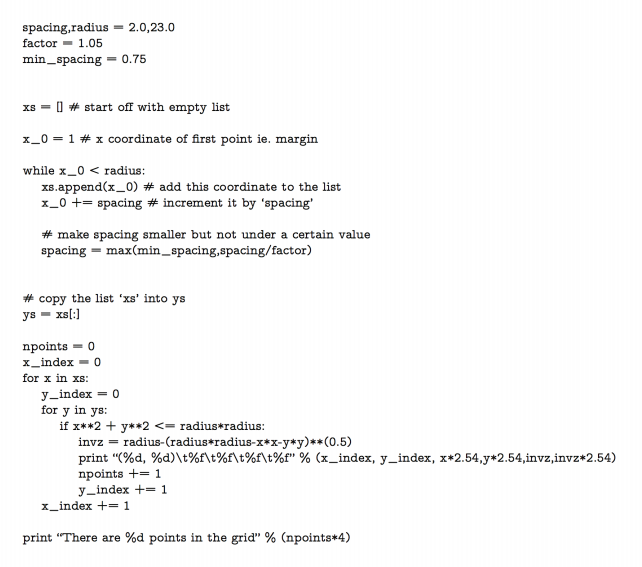 spacing,radius = 2.0,23.0
factor = 1.05
min_spacing = 0.75
xs = [] # start off with empty list
x_0 = 1 # x coordinate of first point ie. margin
while x_0 < radius:
xs.append(x_0) # add this coordinate to the list
x_0 += spacing # increment it by ‘spacing’
# make spacing smaller but not under a certain value
spacing = max(min_spacing,spacing/factor)
# copy the list ‘xs’ into ys
ys = xs[:]
npoints = 0
x_index = 0
for x in xs:
y_index = 0
for y in ys:
if x**2 + y**2 <= radius*radius:
invz = radius-(radius*radius-x*x-y*y)**(0.5)
print “(%d, %d)\t%f\t%f\t%f\t%f” % (x_index, y_index, x*2.54,y*2.54,invz,invz*2.54)
npoints += 1
y_index += 1
x_index += 1
print “There are %d points in the grid” % (npoints*4)